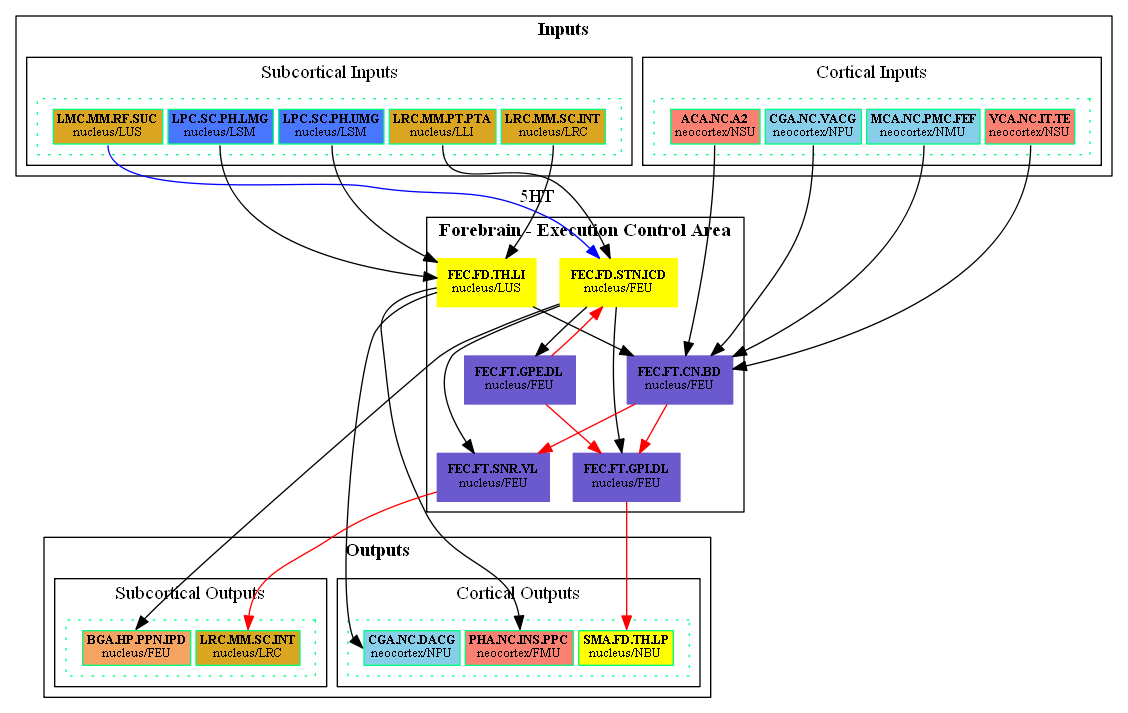 Inputs
Subcortical Inputs
Cortical Inputs
LMC.MM.RF.SUC
nucleus/LUS
LPC.SC.PH.LMG
nucleus/LSM
LPC.SC.PH.UMG
nucleus/LSM
LRC.MM.PT.PTA
nucleus/LLI
LRC.MM.SC.INT
nucleus/LRC
ACA.NC.A2
neocortex/NSU
CGA.NC.VACG
neocortex/NPU
MCA.NC.PMC.FEF
neocortex/NMU
VCA.NC.IT.TE
neocortex/NSU
5HT
Forebrain - Execution Control Area
FEC.FD.TH.LI
nucleus/LUS
FEC.FD.STN.ICD
nucleus/FEU
FEC.FT.GPE.DL
nucleus/FEU
FEC.FT.CN.BD
nucleus/FEU
FEC.FT.SNR.VL
nucleus/FEU
FEC.FT.GPI.DL
nucleus/FEU
Outputs
Subcortical Outputs
Cortical Outputs
BGA.HP.PPN.IPD
nucleus/FEU
LRC.MM.SC.INT
nucleus/LRC
CGA.NC.DACG
neocortex/NPU
PHA.NC.INS.PPC
neocortex/FMU
SMA.FD.TH.LP
nucleus/NBU